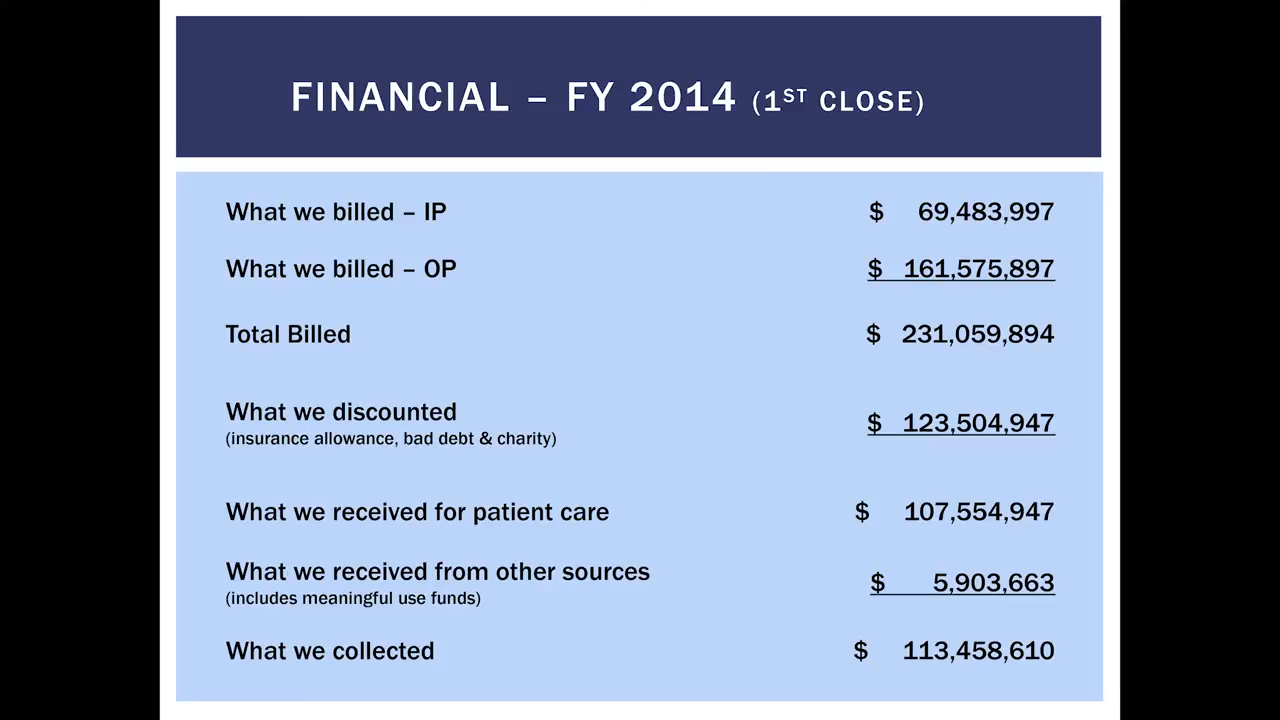 FINANCIAL – FY 2014 (1ST CLOSE)
What we billed – IP $ 69,483,997
What we billed – OP $ 161,575,897
Total Billed $ 231,059,894
What we discounted $ 123,504,947
(insurance allowance, bad debt & charity)
What we received for patient care $ 107,554,947
What we received from other sources $ 5,903,663
(includes meaningful use funds)
What we collected $ 113,458,610